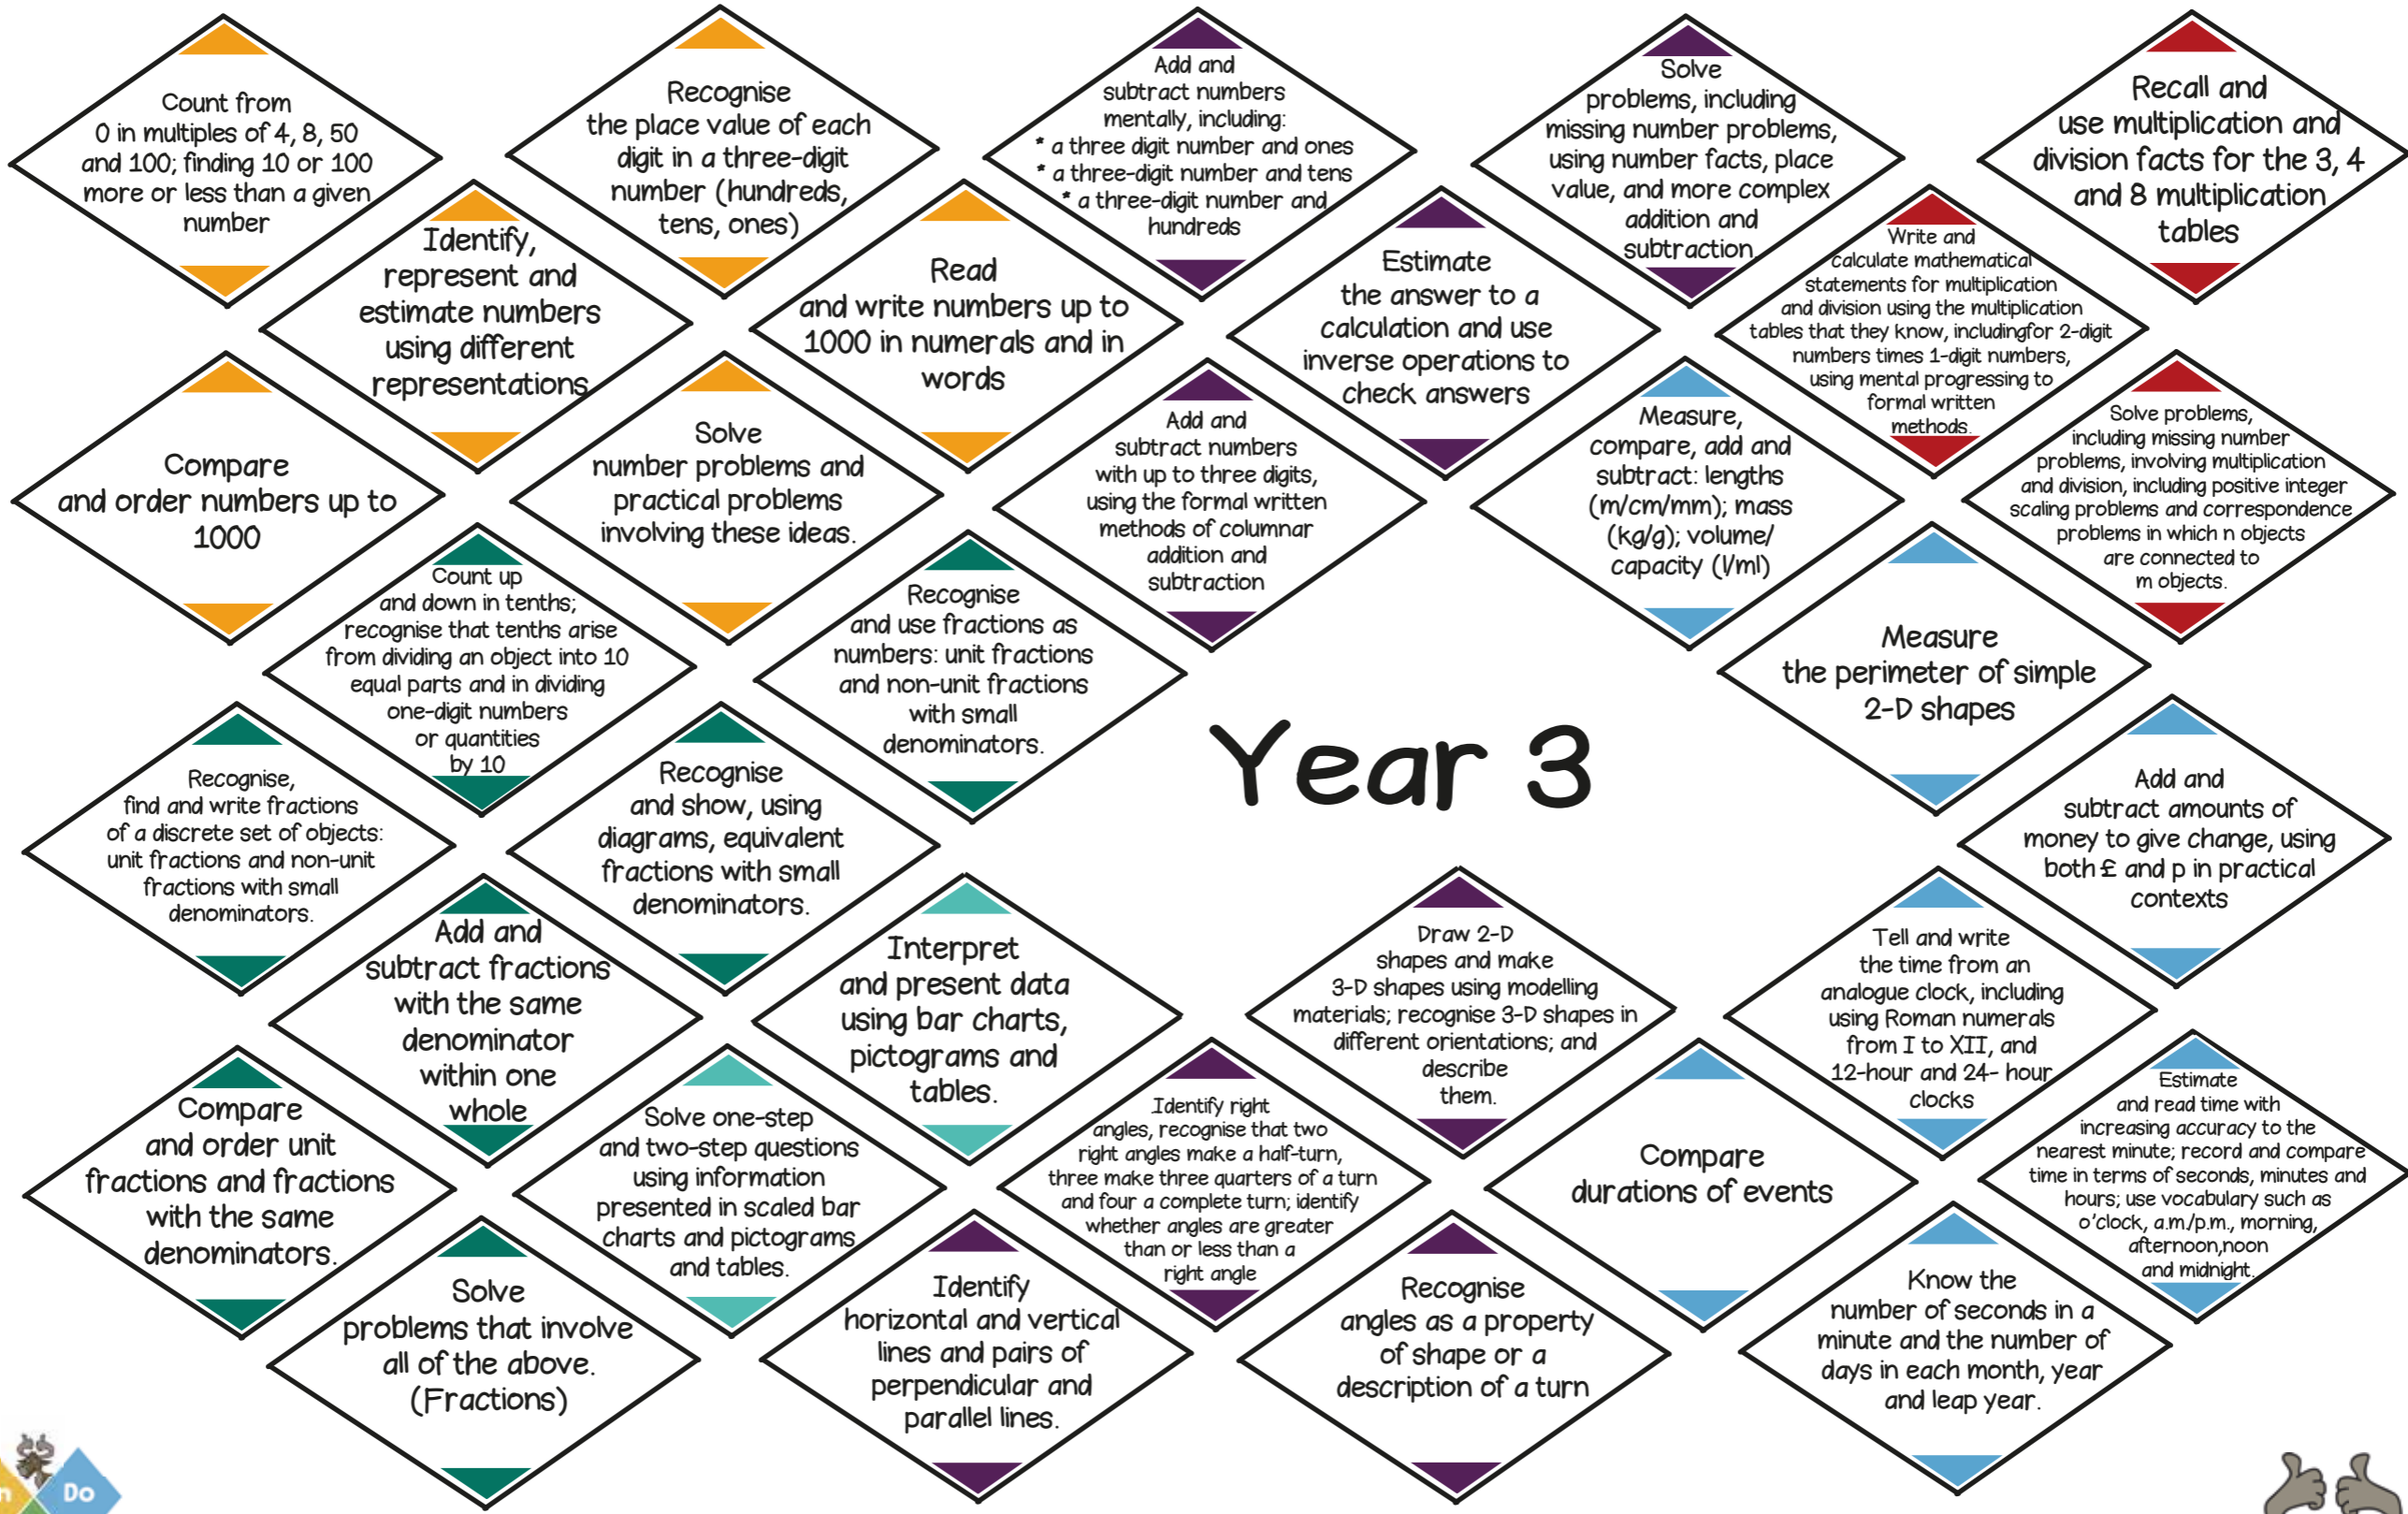 Count from
0 in multiples of 4, 8, 50
and 100; finding 10 or 100
more or less than a given
number
Recognise
the place value of each
digit in a three-digit
number (hundreds,
tens, ones)
Add and
subtract numbers
mentally, including:
* a three digit number and ones
* a three-digit number and tens
* a three-digit number and
hundreds
Solve
problems, including
missing number problems,
using number facts, place
value, and more complex
addition and
subtraction.
Recall and
use multiplication and
division facts for the 3, 4
and 8 multiplication
tables
Identify,
represent and
estimate numbers
using different
representations
Read
and write numbers up to
1000 in numerals and in
words
Estimate
the answer to a
calculation and use
inverse operations to
check answers
Write and
calculate mathematical
statements for multiplication
and division using the multiplication
tables that they know, includingfor 2-digit
numbers times 1-digit numbers,
using mental progressing to
formal written
methods.
Compare
and order numbers up to
1000
Solve
number problems and
practical problems
involving these ideas.
Add and
subtract numbers
with up to three digits,
using the formal written
methods of columnar
addition and
subtraction
Measure,
compare, add and
subtract: lengths
(m/cm/mm); mass
(kg/g); volume/
capacity (l/ml)
Solve problems,
including missing number
problems, involving multiplication
and division, including positive integer
scaling problems and correspondence
problems in which n objects
are connected to
m objects.
Count up
and down in tenths;
recognise that tenths arise
from dividing an object into 10
equal parts and in dividing
one-digit numbers
or quantities
by 10
Recognise
and use fractions as
numbers: unit fractions
and non-unit fractions
with small
denominators.
Measure
the perimeter of simple
2-D shapes
Year 3
Recognise,
find and write fractions
of a discrete set of objects:
unit fractions and non-unit
fractions with small
denominators.
Recognise
and show, using
diagrams, equivalent
fractions with small
denominators.
Add and
subtract amounts of
money to give change, using
both £ and p in practical
contexts
Add and
subtract fractions
with the same
denominator
within one
whole
Interpret
and present data
using bar charts,
pictograms and
tables.
Draw 2-D
shapes and make
3-D shapes using modelling
materials; recognise 3-D shapes in
different orientations; and
describe
them.
Tell and write
the time from an
analogue clock, including
using Roman numerals
from I to XII, and
12-hour and 24- hour
clocks
Compare
and order unit
fractions and fractions
with the same
denominators.
Solve one-step
and two-step questions
using information
presented in scaled bar
charts and pictograms
and tables.
Identify right
angles, recognise that two
right angles make a half-turn,
three make three quarters of a turn
and four a complete turn; identify
whether angles are greater
than or less than a
right angle
Compare
durations of events
Estimate
and read time with
increasing accuracy to the
nearest minute; record and compare
time in terms of seconds, minutes and
hours; use vocabulary such as
o'clock, a.m./p.m., morning,
afternoon,noon
and midnight.
Solve
problems that involve
all of the above.
(Fractions)
Identify
horizontal and vertical
lines and pairs of
perpendicular and
parallel lines.
Recognise
angles as a property
of shape or a
description of a turn
Know the
number of seconds in a
minute and the number of
days in each month, year
and leap year.
Do